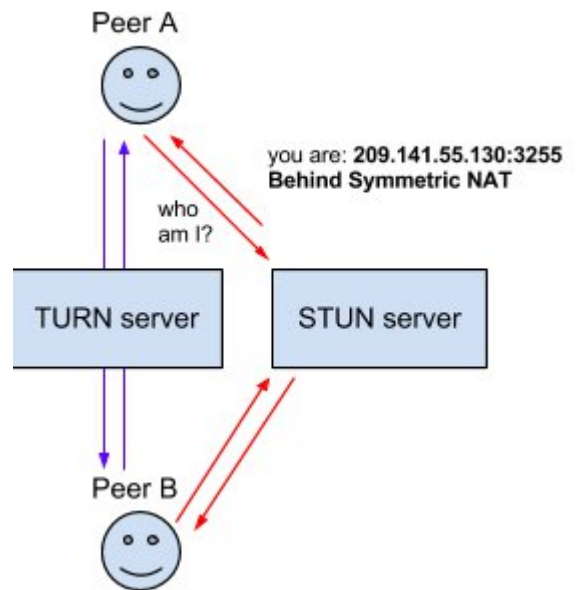 Peer A
you are: 209.141.55.130:3255
Behind Symmetric NAT
who
am I?
TURN server
STUN server
Peer B